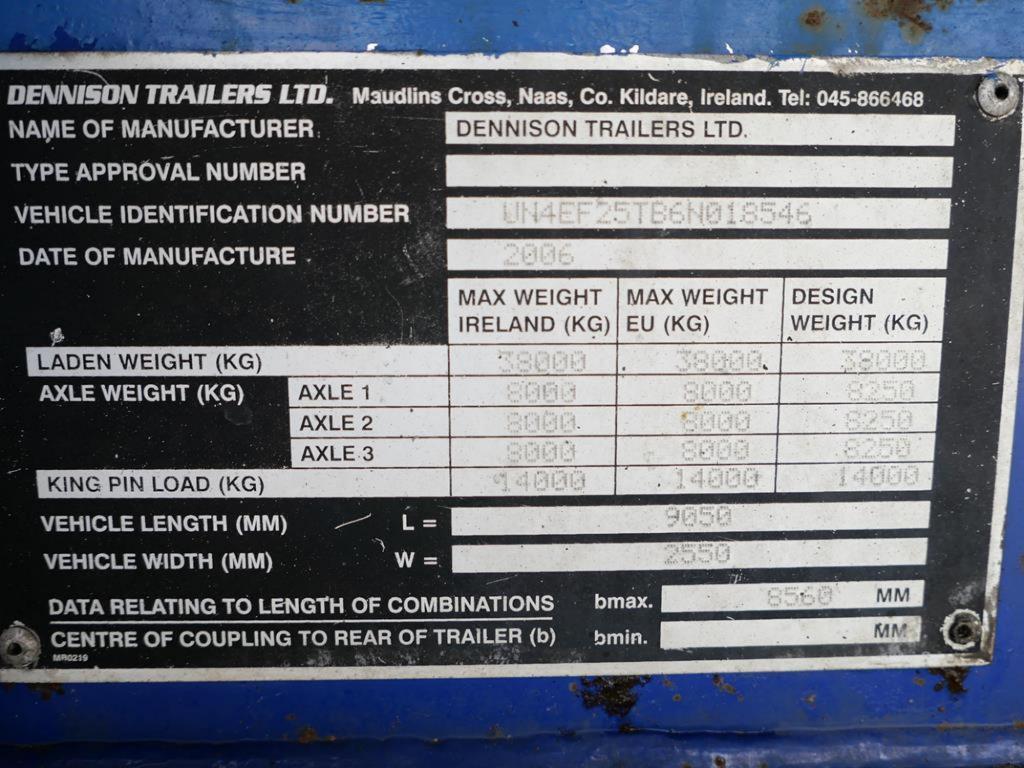 DENNISON TRAILERS LTD. Maudlins Cross, Naas, Co. Kildare, Ireland. Tel: 045-866468
NAME OF MANUFACTURER DENNISON TRAILERS LTD.
TYPE APPROVAL NUMBER
VEHICLE IDENTIFICATION NUMBER UN4EF25TB6N018546
DATE OF MANUFACTURE 2006
MAX WEIGHT MAX WEIGHT DESIGN
IRELAND (KG) EU (KG) WEIGHT (KG)
LADEN WEIGHT (KG) 38000 38000 38000
AXLE WEIGHT (KG) AXLE 1 8000 8000 8250
AXLE 2 8000 8000 8250
AXLE 3 8000 8000 8250
KING PIN LOAD (KG) 14000 14000 14000
VEHICLE LENGTH (MM) L = 9050
VEHICLE WIDTH (MM) W = 2550
DATA RELATING TO LENGTH OF COMBINATIONS bmax. 8560 MM
CENTRE OF COUPLING TO REAR OF TRAILER (b) bmin. MM
MR0219